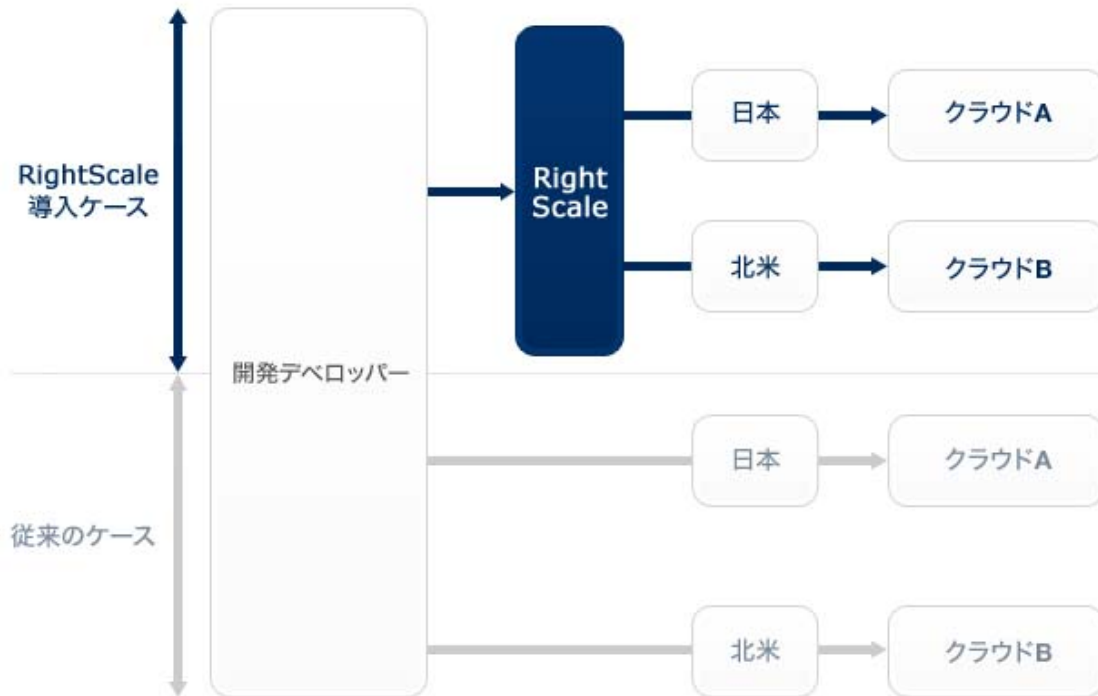 RightScale
導入ケース
開発デベロッパー
Right
Scale
日本
クラウドA
北米
クラウドB
従来のケース
日本
クラウドA
北米
クラウドB